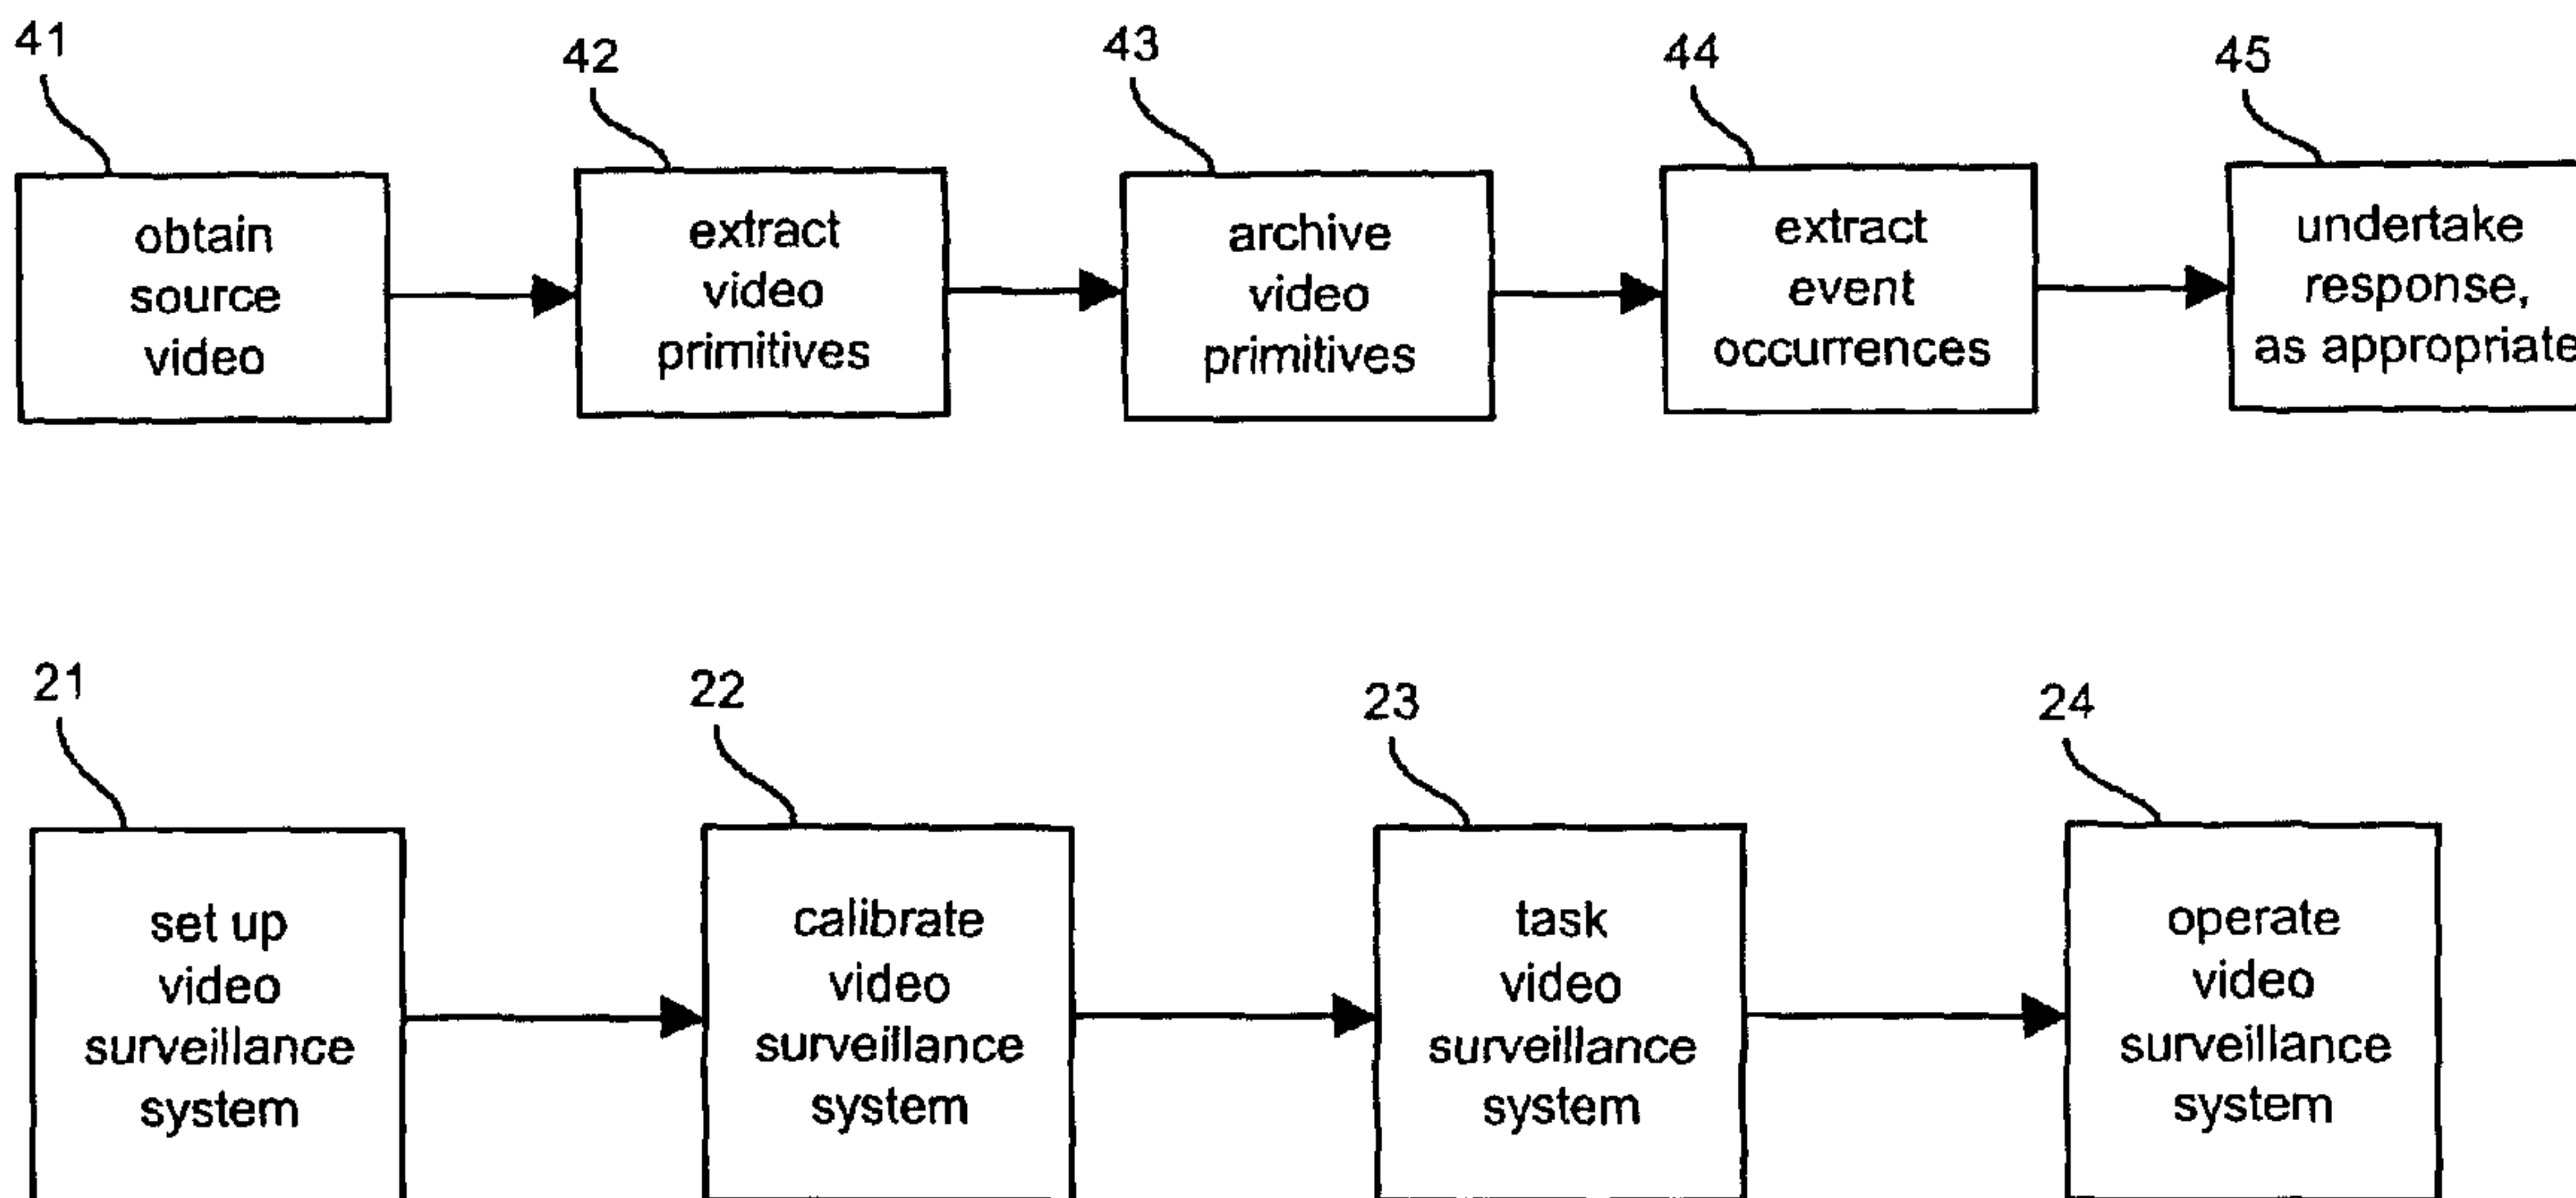 41
42
43
44
45
obtain
source
video
extract
video
primitives
archive
video
primitives
extract
event
occurrences
undertake
response,
as appropriate
21
22
23
24
set up
video
surveillance
system
calibrate
video
surveillance
system
task
video
surveillance
system
operate
video
surveillance
system